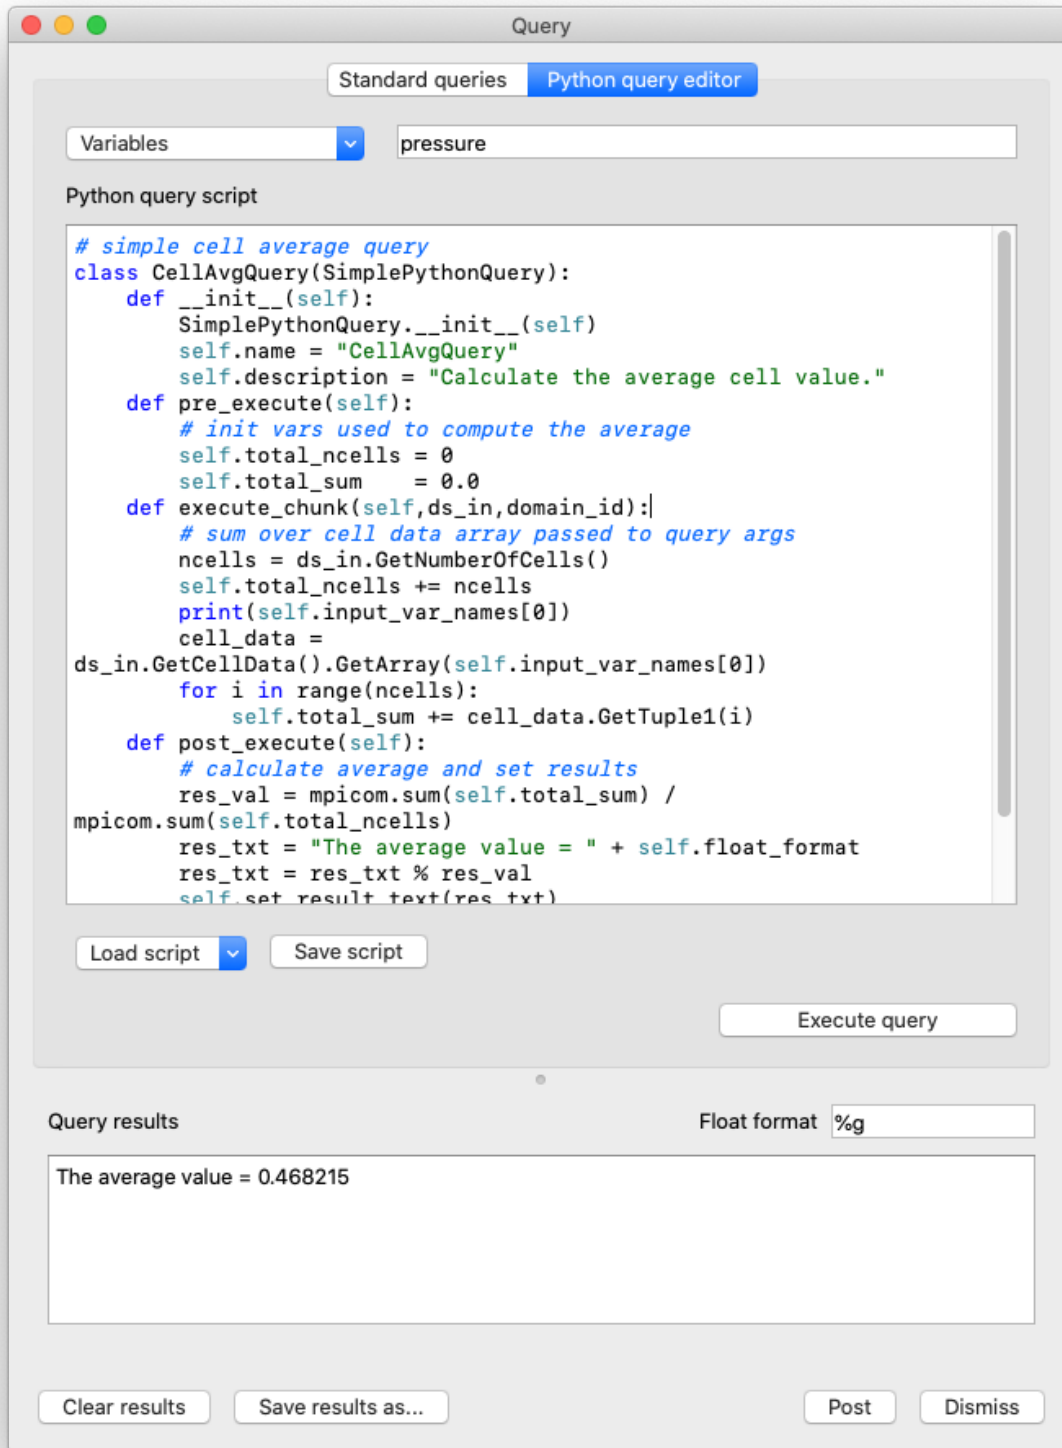 Query
Standard queries Python query editor
Variables pressure
Python query script
# simple cell average query
class CellAvgQuery(SimplePythonQuery):
    def __init__(self):
        SimplePythonQuery.__init__(self)
        self.name = "CellAvgQuery"
        self.description = "Calculate the average cell value."
    def pre_execute(self):
        # init vars used to compute the average
        self.total_ncells = 0
        self.total_sum    = 0.0
    def execute_chunk(self,ds_in,domain_id):
        # sum over cell data array passed to query args
        ncells = ds_in.GetNumberOfCells()
        self.total_ncells += ncells
        print(self.input_var_names[0])
        cell_data =
ds_in.GetCellData().GetArray(self.input_var_names[0])
        for i in range(ncells):
            self.total_sum += cell_data.GetTuple1(i)
    def post_execute(self):
        # calculate average and set results
        res_val = mpicom.sum(self.total_sum) /
mpicom.sum(self.total_ncells)
        res_txt = "The average value = " + self.float_format
        res_txt = res_txt % res_val
        self.set_result_text(res_txt)
Load script Save script
Execute query
Query results Float format %g
The average value = 0.468215
Clear results Save results as... Post Dismiss